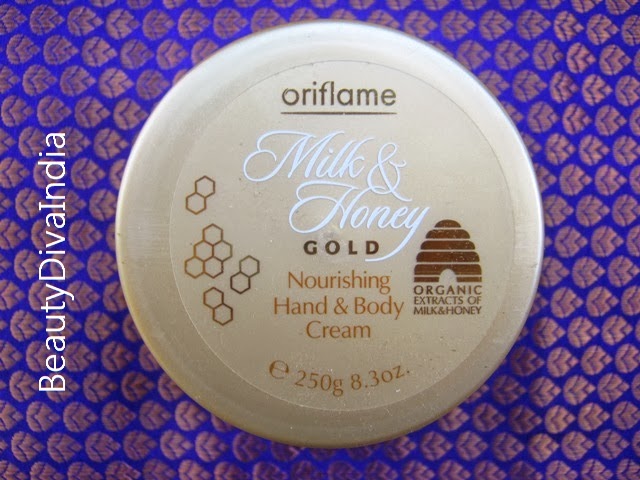 oriflame
Milk &
Honey
GOLD
Nourishing
Hand & Body
Cream
ORGANIC
EXTRACTS OF
MILK&HONEY
℮ 250g 8.3oz.
BeautyDivaIndia